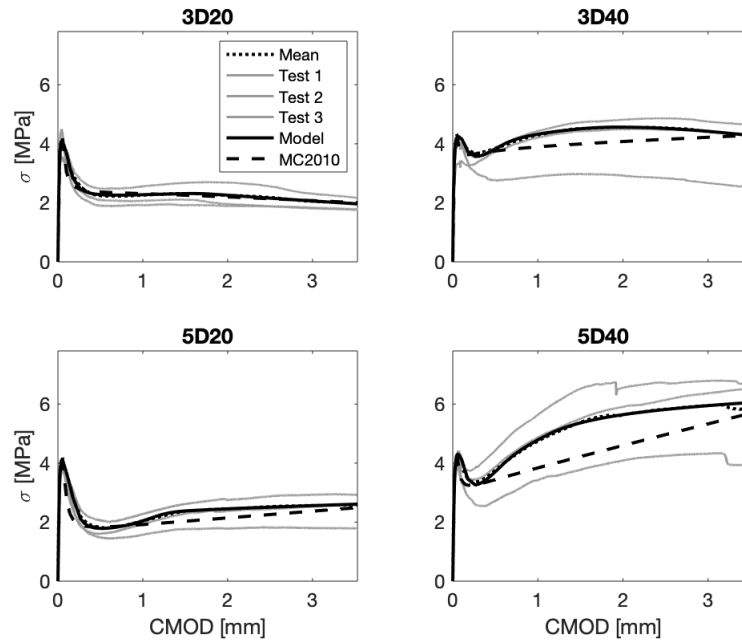 3D20
3D40
Mean
Test 1
Test 2
Test 3
Model
MC2010
σ [MPa]
6
4
2
0
0 1 2 3
6
4
2
0
0 1 2 3
5D20
5D40
σ [MPa]
6
4
2
0
0 1 2 3
CMOD [mm]
6
4
2
0
0 1 2 3
CMOD [mm]